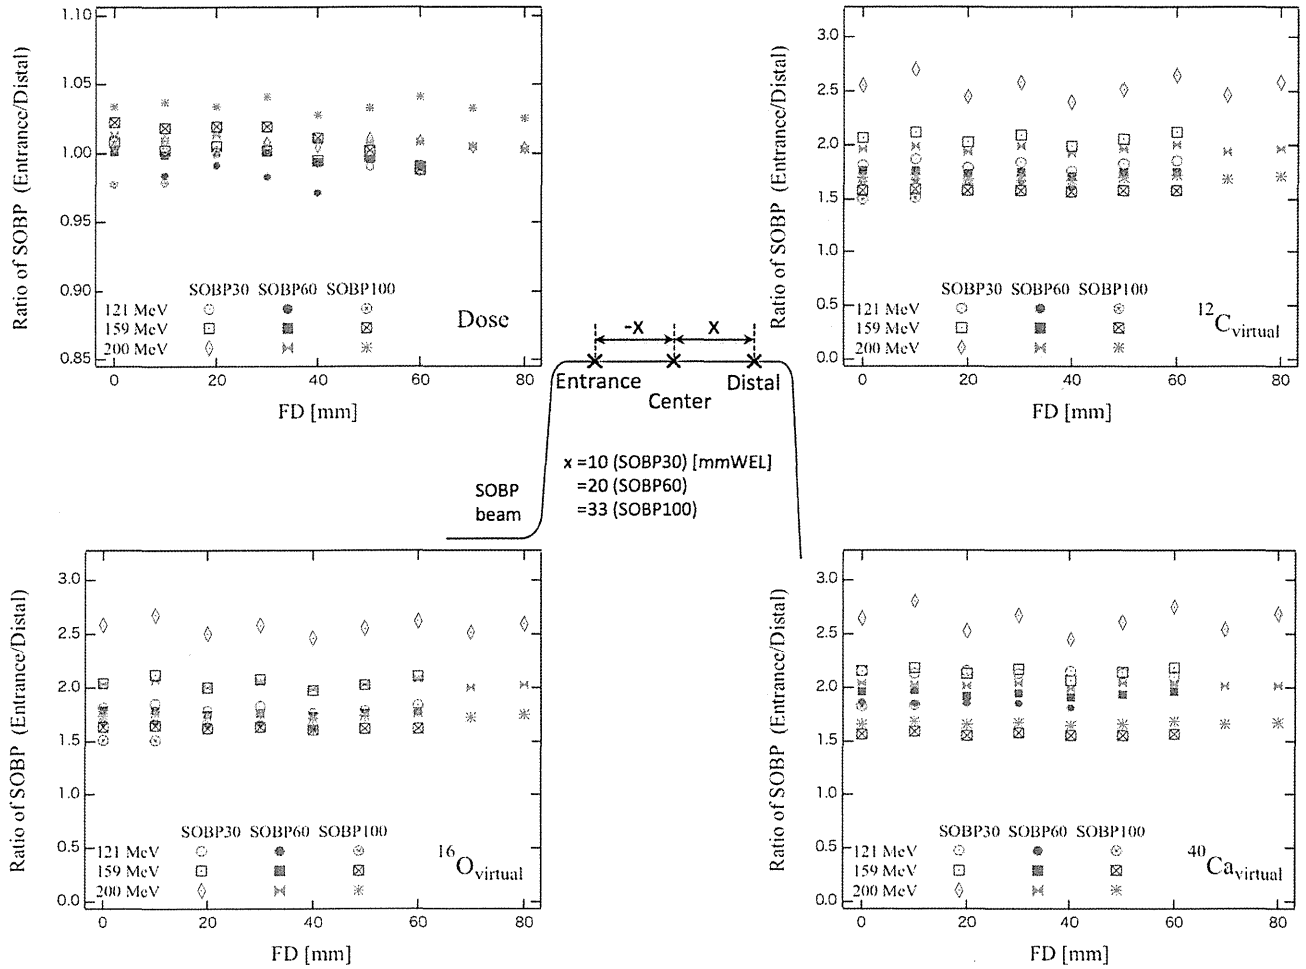 Ratio of SOBP (Entrance/Distal)
1.10
1.05
1.00
0.95
0.90
0.85
SOBP30 SOBP60 SOBP100
121 MeV
159 MeV
200 MeV
Dose
0 20 40 60 80
FD [mm]
Ratio of SOBP (Entrance/Distal)
3.0
2.5
2.0
1.5
1.0
0.5
0.0
SOBP30 SOBP60 SOBP100
121 MeV
159 MeV
200 MeV
12Cvirtual
0 20 40 60 80
FD [mm]
-x x
Entrance Distal
Center
x =10 (SOBP30) [mmWEL]
=20 (SOBP60)
=33 (SOBP100)
SOBP
beam
Ratio of SOBP (Entrance/Distal)
3.0
2.5
2.0
1.5
1.0
0.5
0.0
SOBP30 SOBP60 SOBP100
121 MeV
159 MeV
200 MeV
16Ovirtual
0 20 40 60 80
FD [mm]
Ratio of SOBP (Entrance/Distal)
3.0
2.5
2.0
1.5
1.0
0.5
0.0
SOBP30 SOBP60 SOBP100
121 MeV
159 MeV
200 MeV
40Cavirtual
0 20 40 60 80
FD [mm]